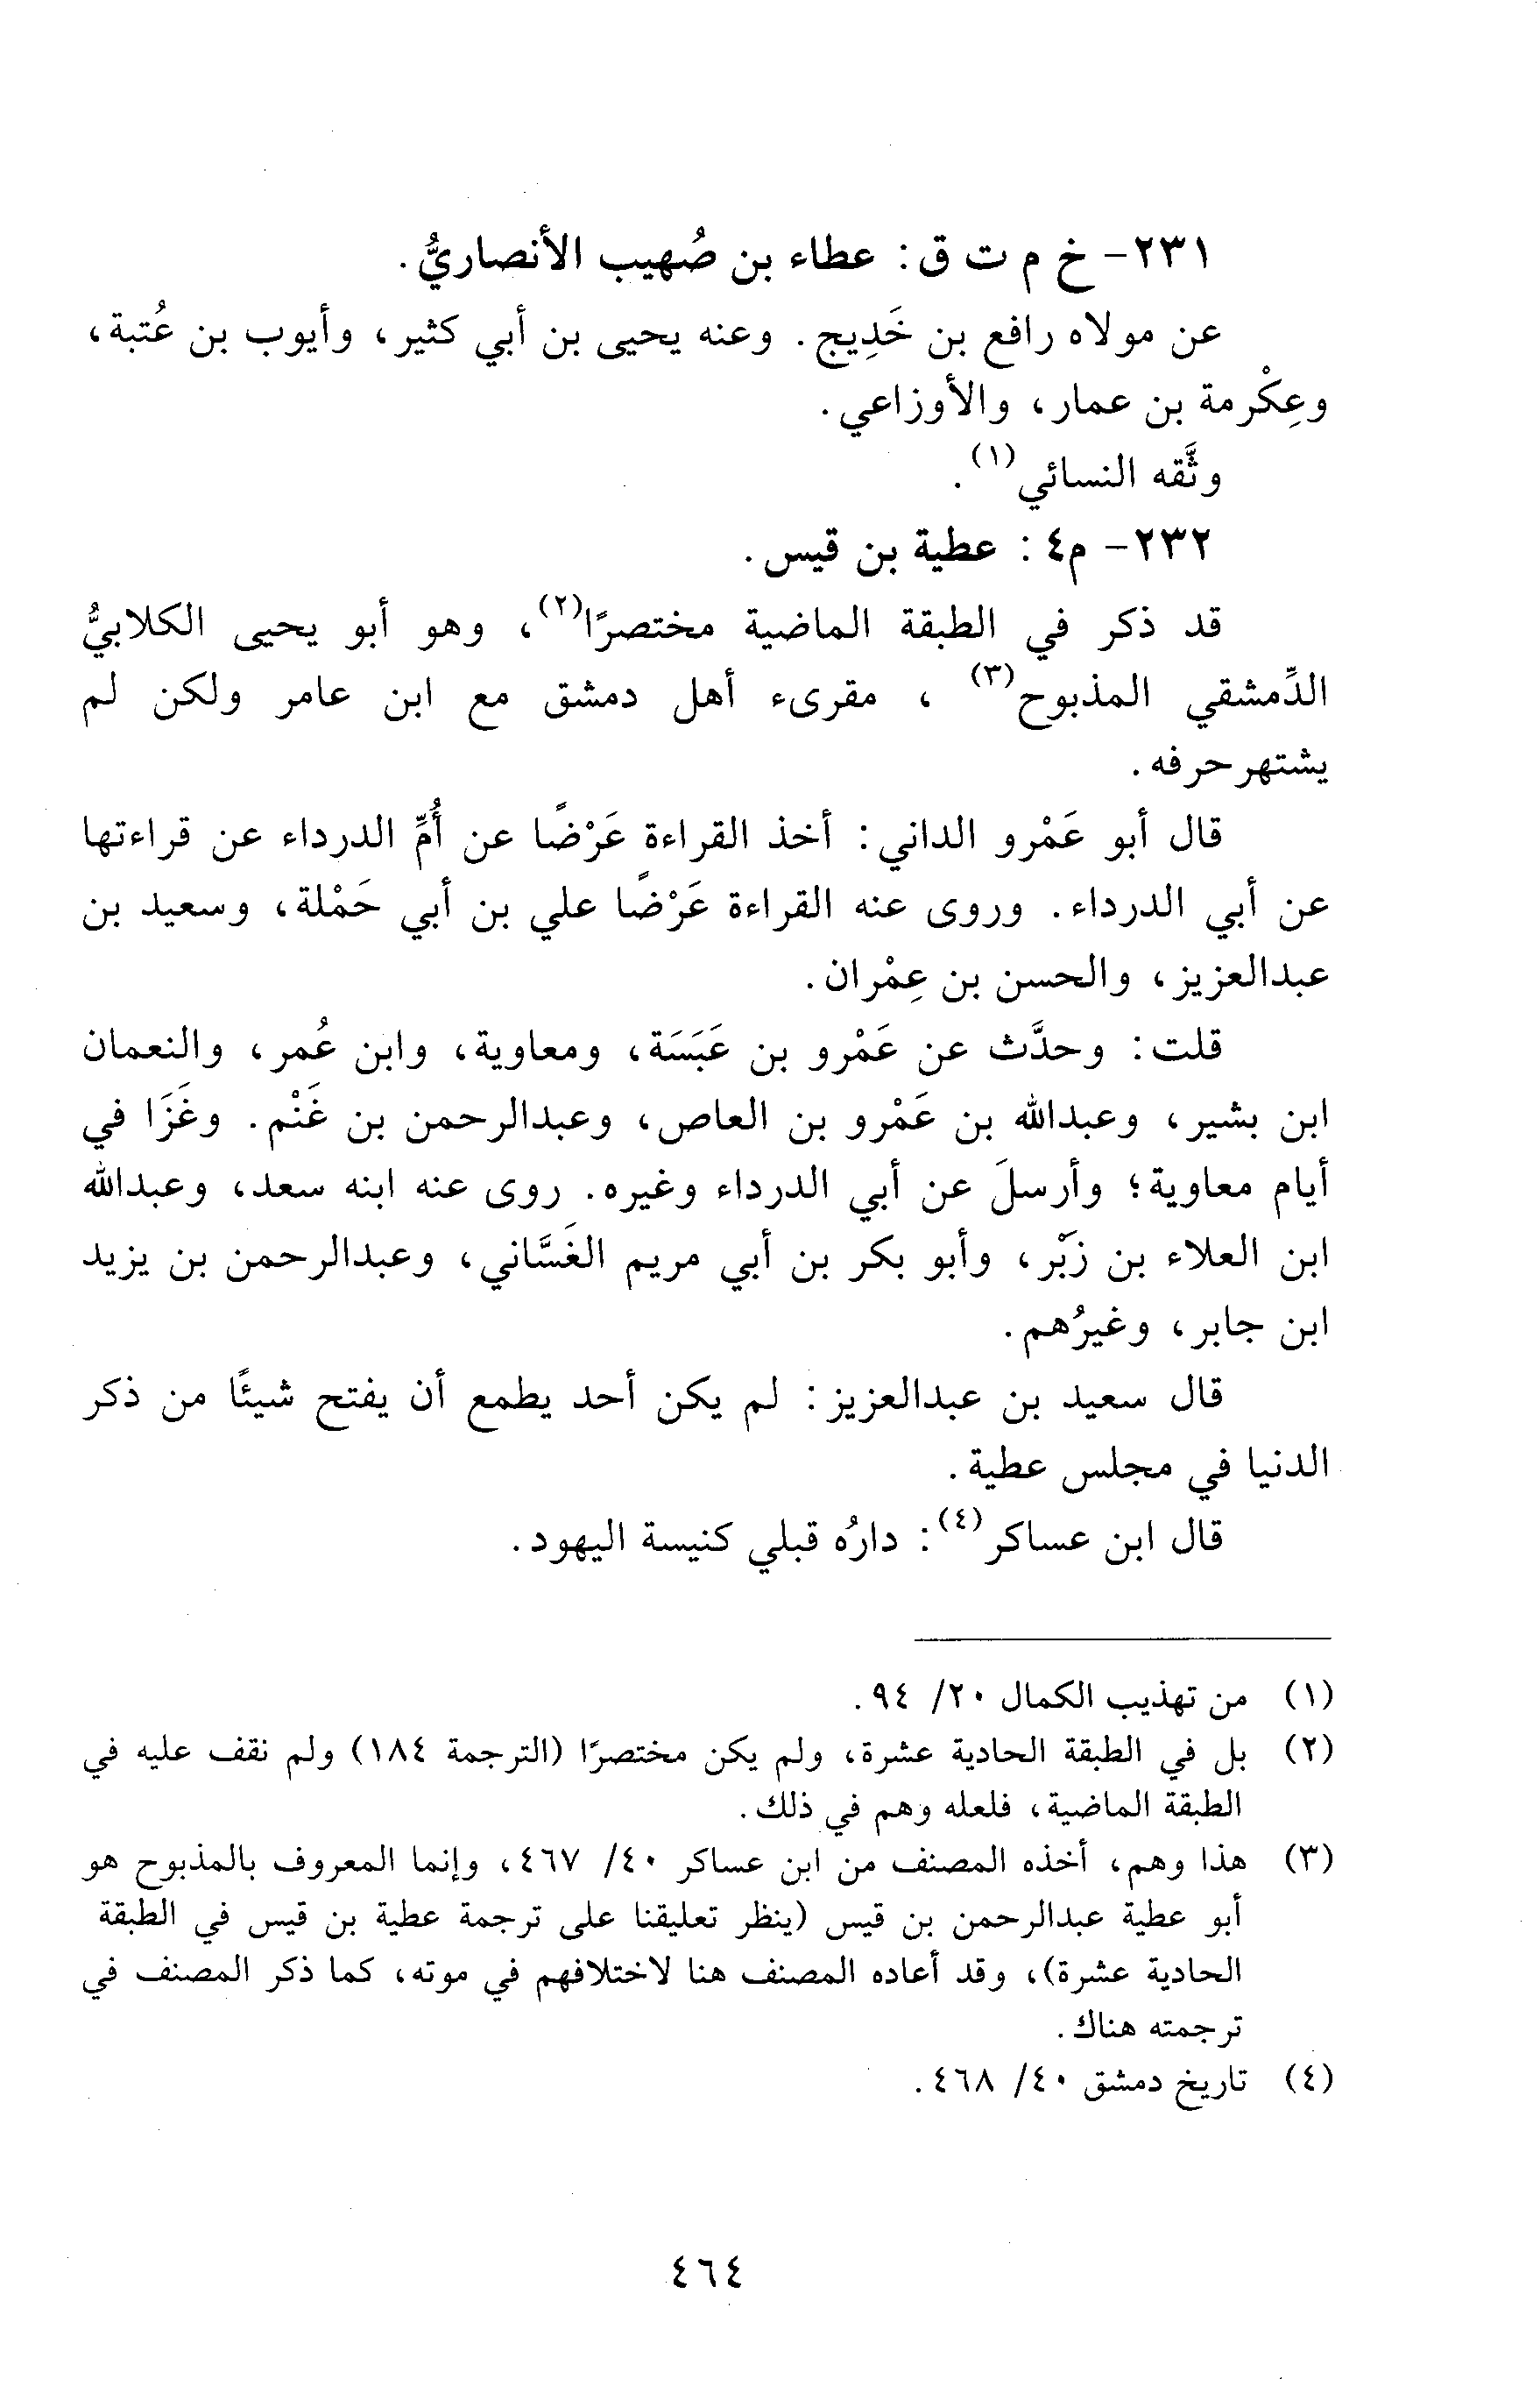 ٢٣١- خ م ت ق: عطاء بن صُهيب الأنصاريُّ.
عن مولاه رافع بن خَدِيج. وعنه يحيى بن أبي كثير، وأيوب بن عُتبة،
وعِكْرمة بن عمار، والأوزاعي.
وثَّقه النسائي(١).
٢٣٢- م٤: عطية بن قيس.
قد ذكر في الطبقة الماضية مختصرًا(٢)، وهو أبو يحيى الكلابيُّ
الدِّمشقي المذبوح(٣)، مقرىء أهل دمشق مع ابن عامر ولكن لم
يشتهر حرفه.
قال أبو عَمْرو الداني: أخذ القراءة عَرْضًا عن أُمِّ الدرداء عن قراءتها
عن أبي الدرداء. وروى عنه القراءة عَرْضًا علي بن أبي حَمْلة، وسعيد بن
عبدالعزيز، والحسن بن عِمْران.
قلت: وحدَّث عن عَمْرو بن عَبَسَة، ومعاوية، وابن عُمر، والنعمان
ابن بشير، وعبدالله بن عَمْرو بن العاص، وعبدالرحمن بن غَنْم. وغَزَا في
أيام معاوية؛ وأرسلَ عن أبي الدرداء وغيره. روى عنه ابنه سعد، وعبدالله
ابن العلاء بن زَبْر، وأبو بكر بن أبي مريم الغَسَّاني، وعبدالرحمن بن يزيد
ابن جابر، وغيرُهم.
قال سعيد بن عبدالعزيز: لم يكن أحد يطمع أن يفتح شيئًا من ذكر
الدنيا في مجلس عطية.
قال ابن عساكر(٤): دارُه قبلي كنيسة اليهود.
(١) من تهذيب الكمال ٢٠/ ٩٤.
(٢) بل في الطبقة الحادية عشرة، ولم يكن مختصرًا (الترجمة ١٨٤) ولم نقف عليه في
الطبقة الماضية، فلعله وهم في ذلك.
(٣) هذا وهم، أخذه المصنف من ابن عساكر ٤٠/ ٤٦٧، وإنما المعروف بالمذبوح هو
أبو عطية عبدالرحمن بن قيس (ينظر تعليقنا على ترجمة عطية بن قيس في الطبقة
الحادية عشرة)، وقد أعاده المصنف هنا لاختلافهم في موته، كما ذكر المصنف في
ترجمته هناك.
(٤) تاريخ دمشق ٤٠/ ٤٦٨.
٤٦٤